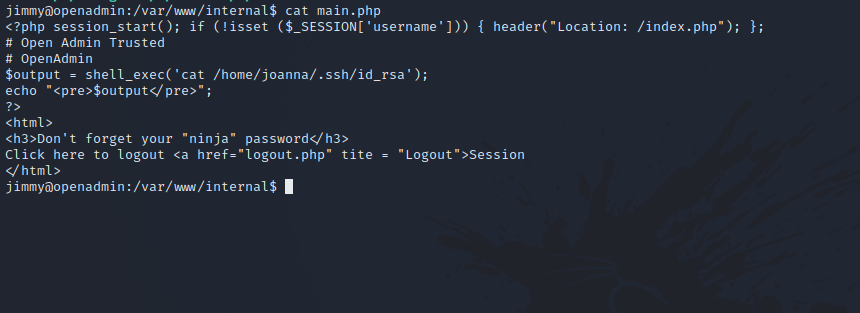 jimmy@openadmin:/var/www/internal$ cat main.php
<?php session_start(); if (!isset ($_SESSION['username'])) { header("Location: /index.php"); };
# Open Admin Trusted
# OpenAdmin
$output = shell_exec('cat /home/joanna/.ssh/id_rsa');
echo "<pre>$output</pre>";
?>
<html>
<h3>Don't forget your "ninja" password</h3>
Click here to logout <a href="logout.php" tite = "Logout">Session
</html>
jimmy@openadmin:/var/www/internal$